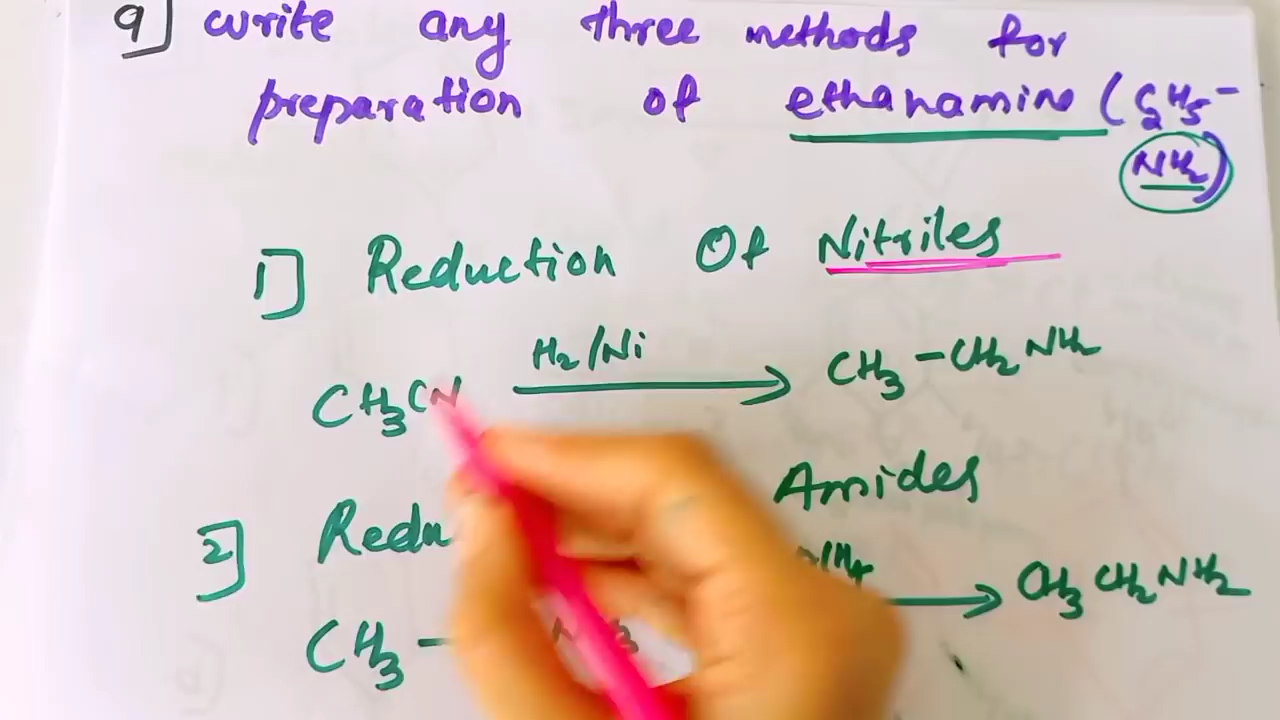 9] write any three methods for
preparation of ethanamine (C2H5-
NH2)
1] Reduction Of Nitriles
H2/Ni
CH3CN CH3-CH2NH2
2] Amides
CH3- CH3CH2NH2